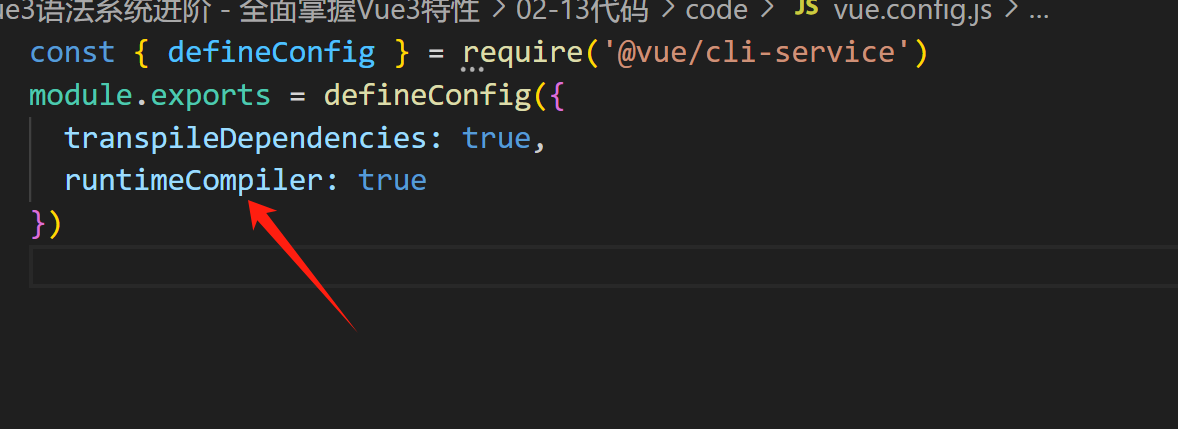 ue3语法系统进阶 - 全面掌握Vue3特性 > 02-13代码 > code > JS vue.config.js > ...
const { defineConfig } = require('@vue/cli-service')
module.exports = defineConfig({
  transpileDependencies: true,
  runtimeCompiler: true
})